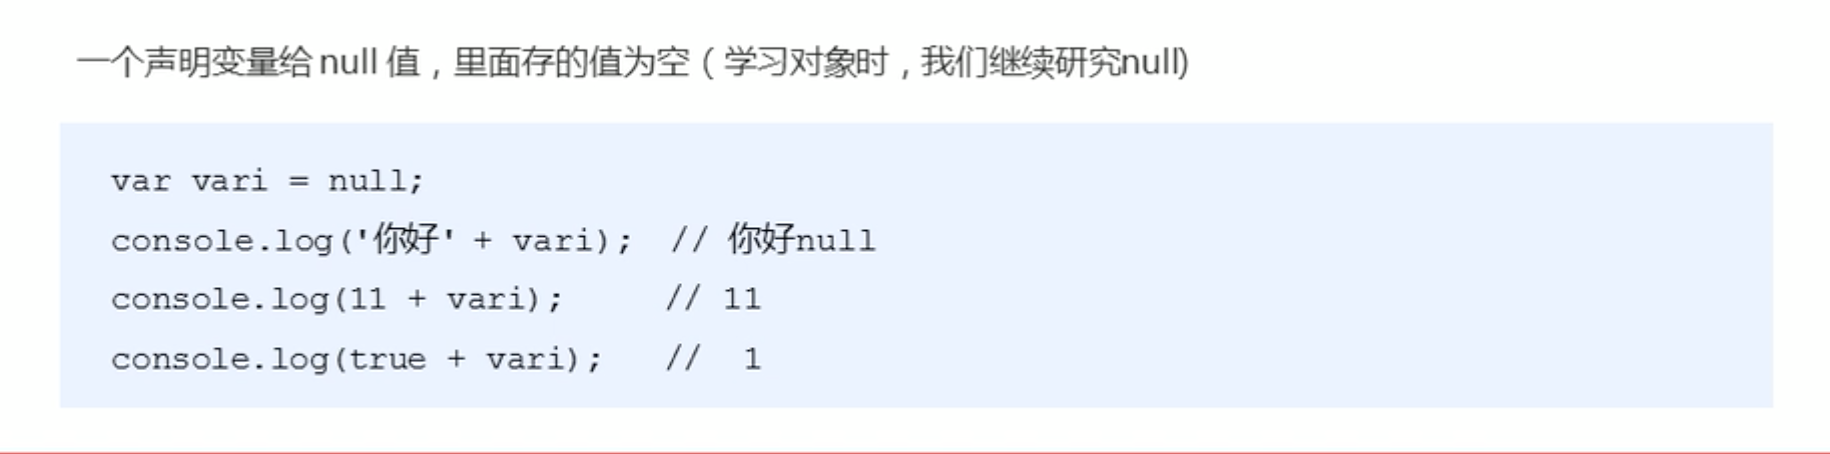 一个声明变量给 null 值，里面存的值为空（学习对象时，我们继续研究null)
var vari = null;
console.log('你好' + vari);  // 你好null
console.log(11 + vari);     // 11
console.log(true + vari);   //  1